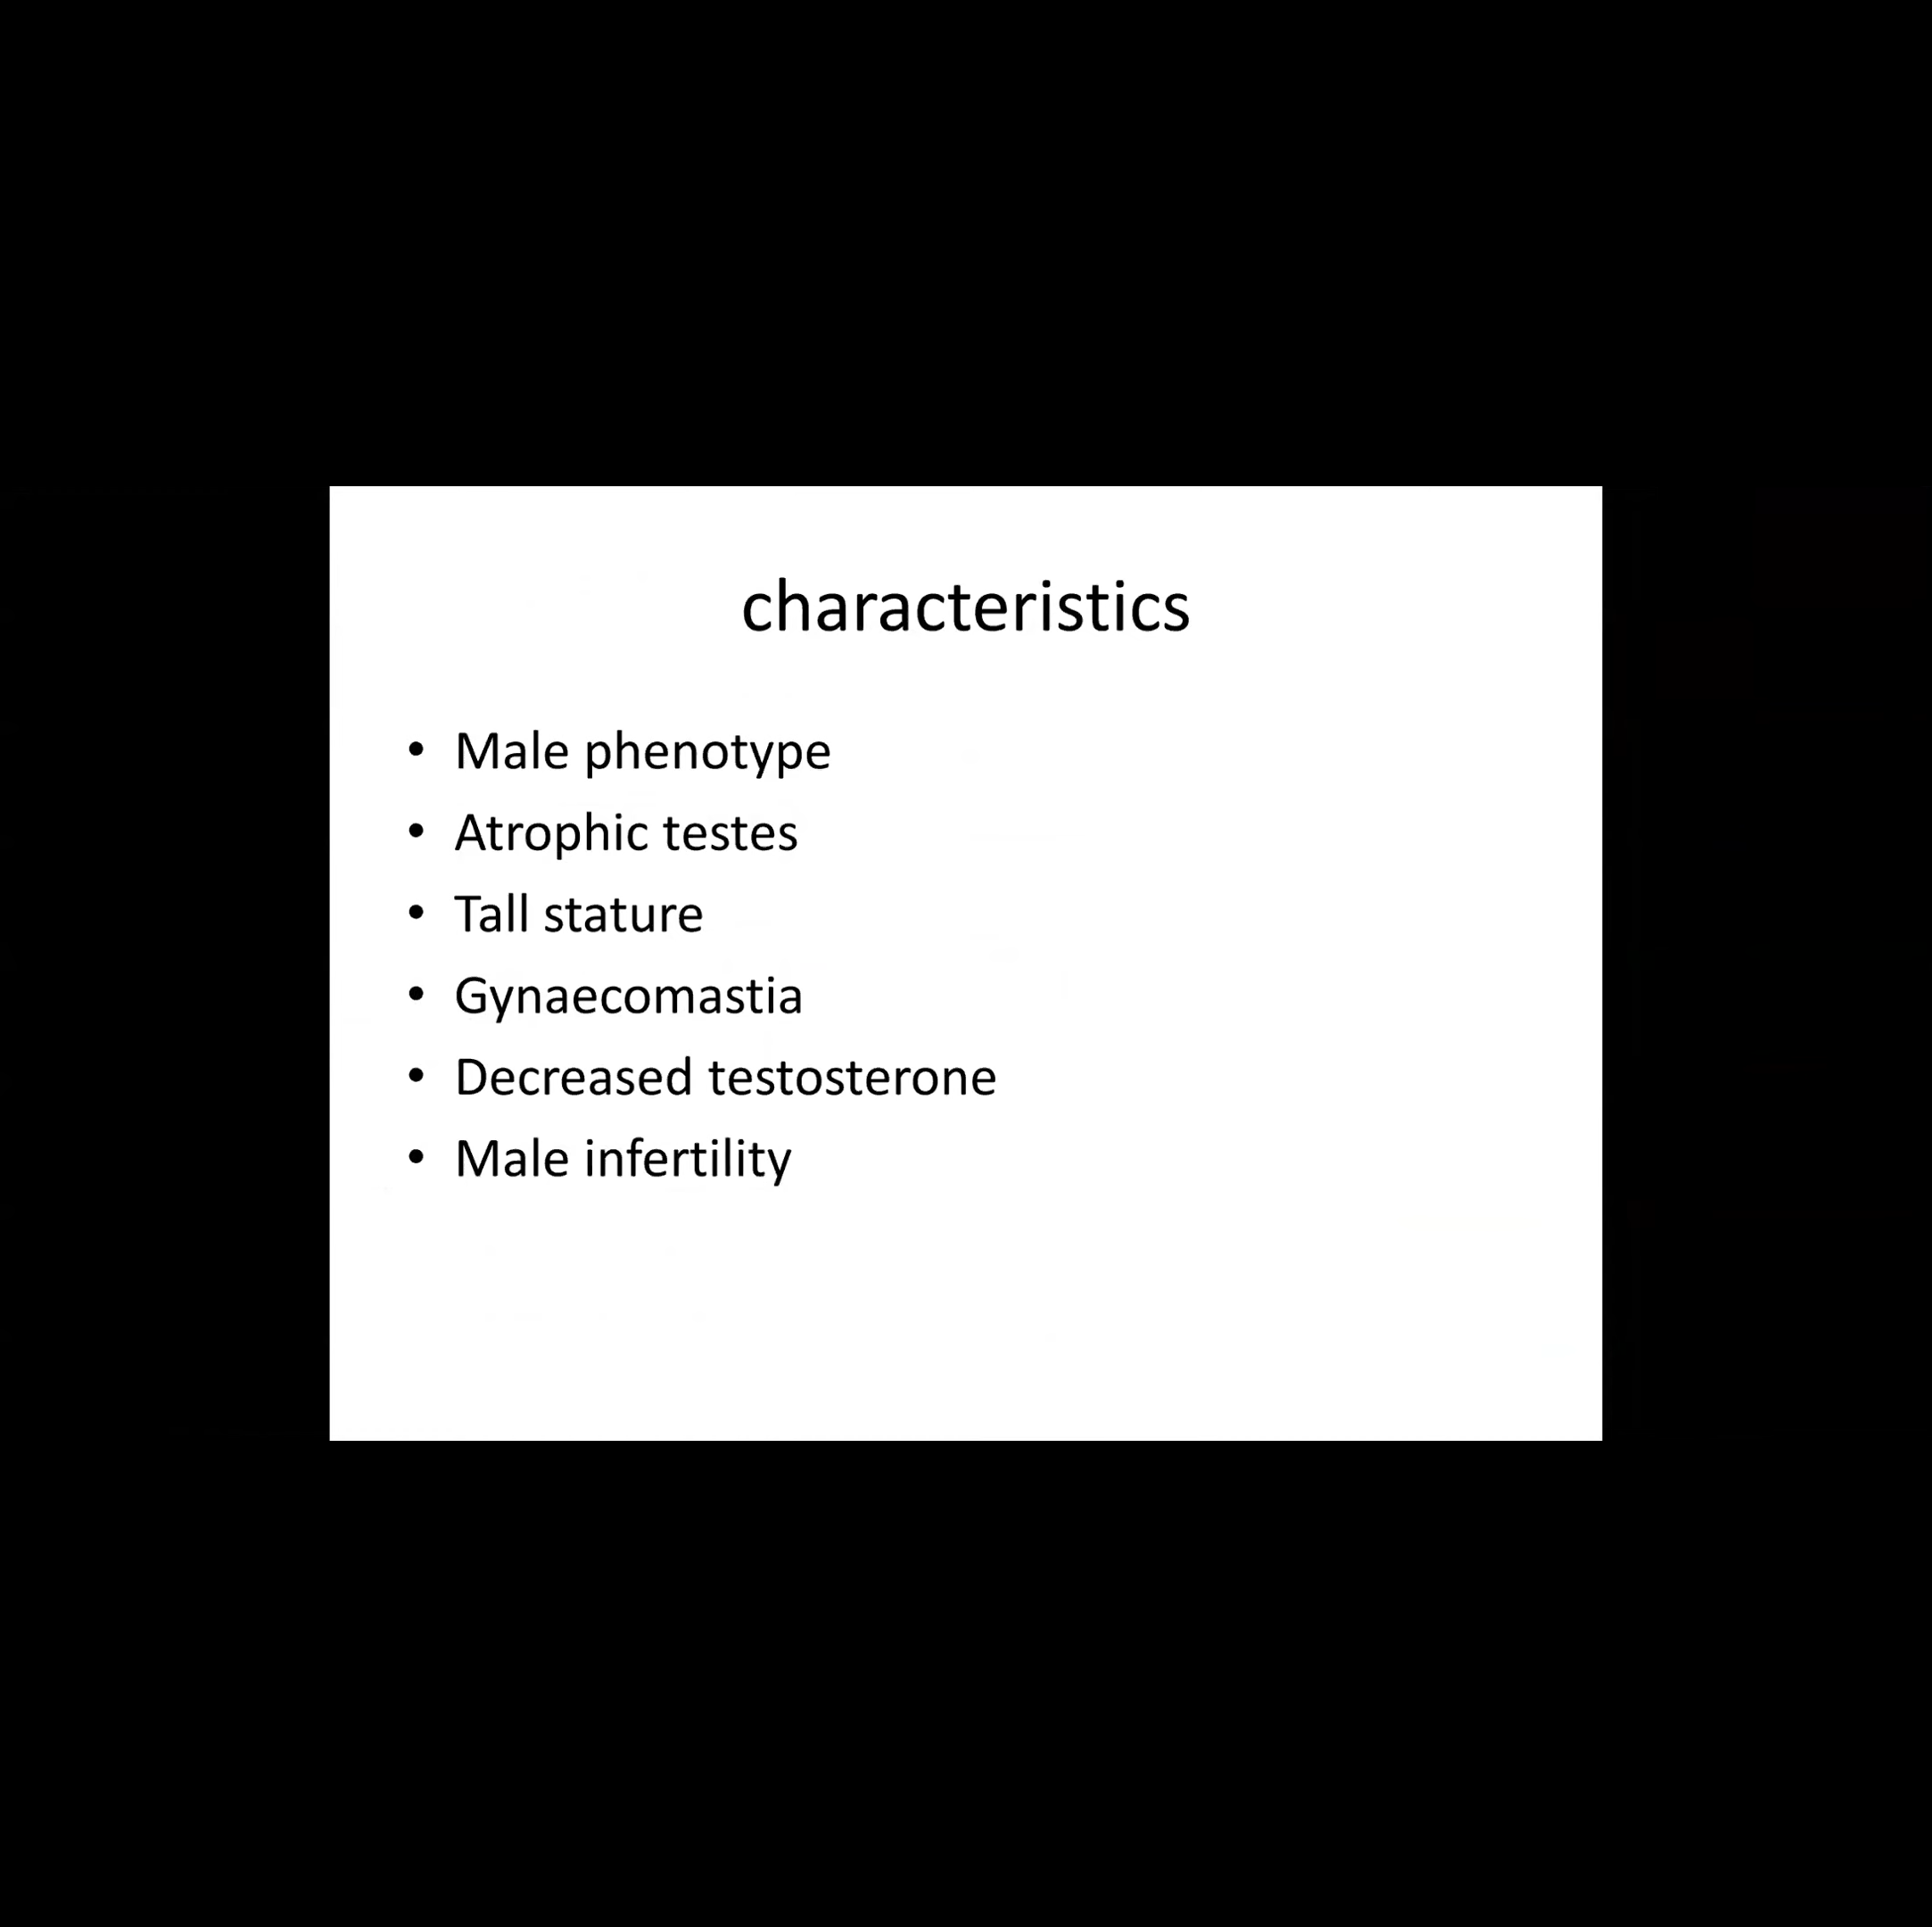 characteristics
• Male phenotype
• Atrophic testes
• Tall stature
• Gynaecomastia
• Decreased testosterone
• Male infertility